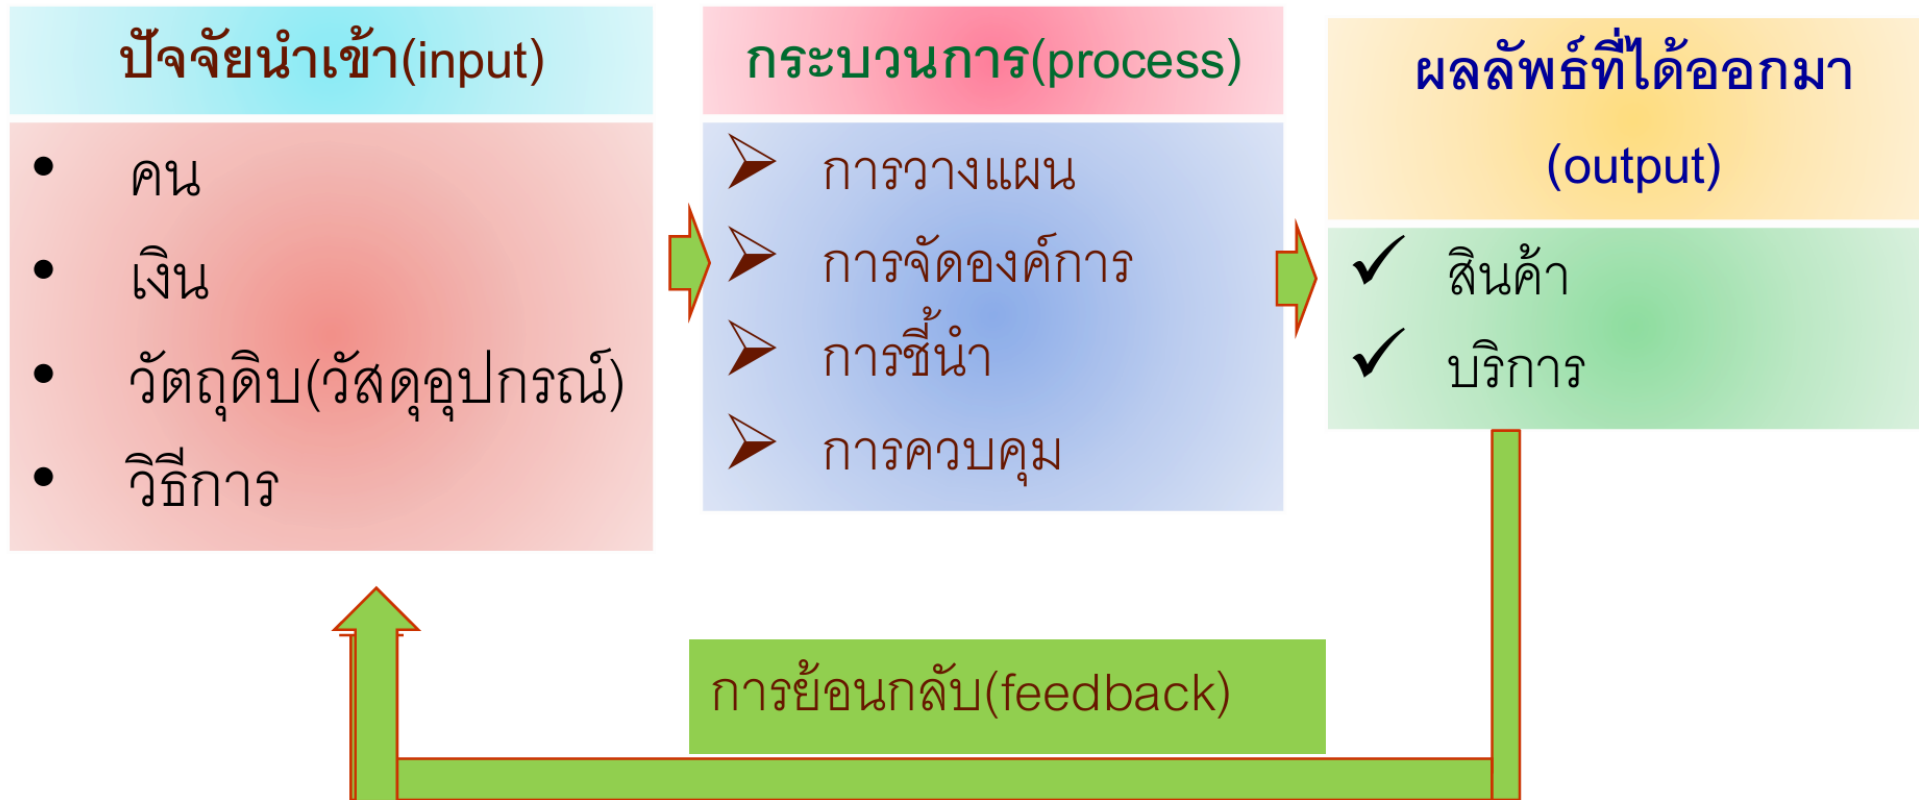 ปัจจัยนำเข้า(input)
• คน
• เงิน
• วัตถุดิบ(วัสดุอุปกรณ์)
• วิธีการ
กระบวนการ(process)
➢ การวางแผน
➢ การจัดองค์การ
➢ การชี้นำ
➢ การควบคุม
ผลลัพธ์ที่ได้ออกมา
(output)
✓ สินค้า
✓ บริการ
การย้อนกลับ(feedback)